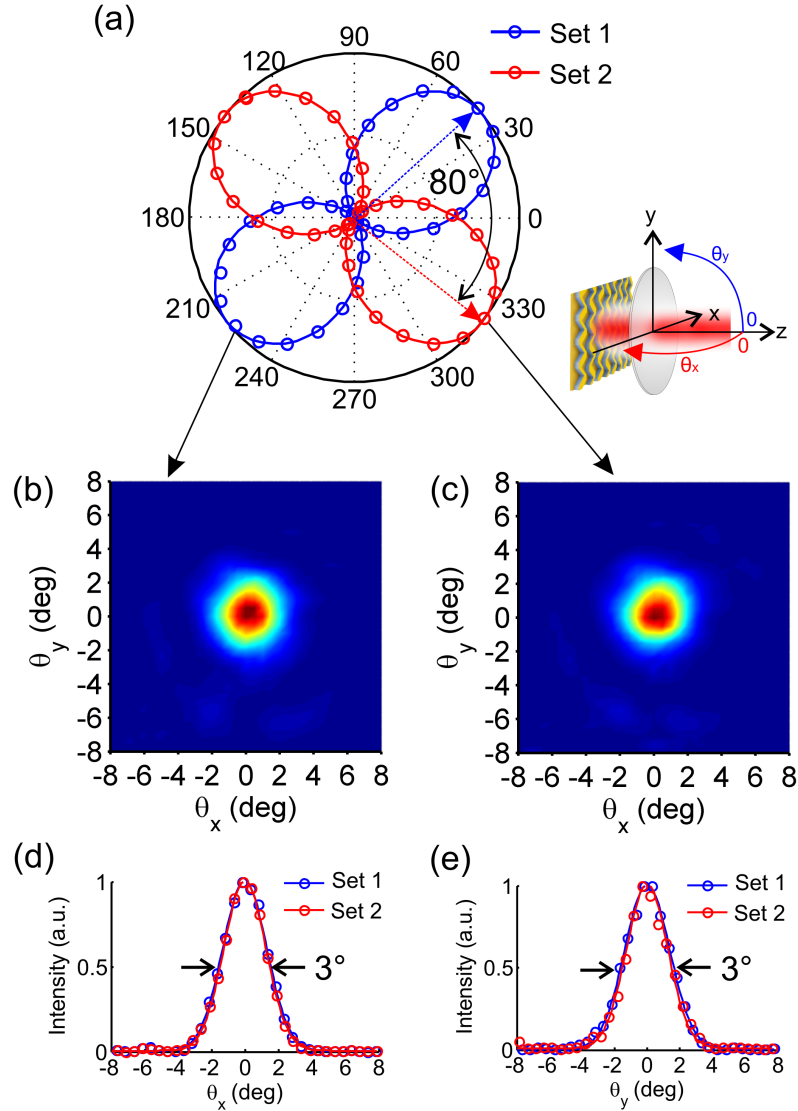 (a)
Set 1
Set 2
90
120
60
150
30
80°
180
0
210
330
240
300
270
y
θy
x
0
z
0
θx
(b)
8
6
4
2
0
-2
-4
-6
-8
θy (deg)
-8 -6 -4 -2 0 2 4 6 8
θx (deg)
(c)
8
6
4
2
0
-2
-4
-6
-8
θy (deg)
-8 -6 -4 -2 0 2 4 6 8
θx (deg)
(d)
Set 1
Set 2
1
0.5
0
Intensity (a.u.)
3°
-8 -6 -4 -2 0 2 4 6 8
θx (deg)
(e)
Set 1
Set 2
1
0.5
0
Intensity (a.u.)
3°
-8 -6 -4 -2 0 2 4 6 8
θy (deg)